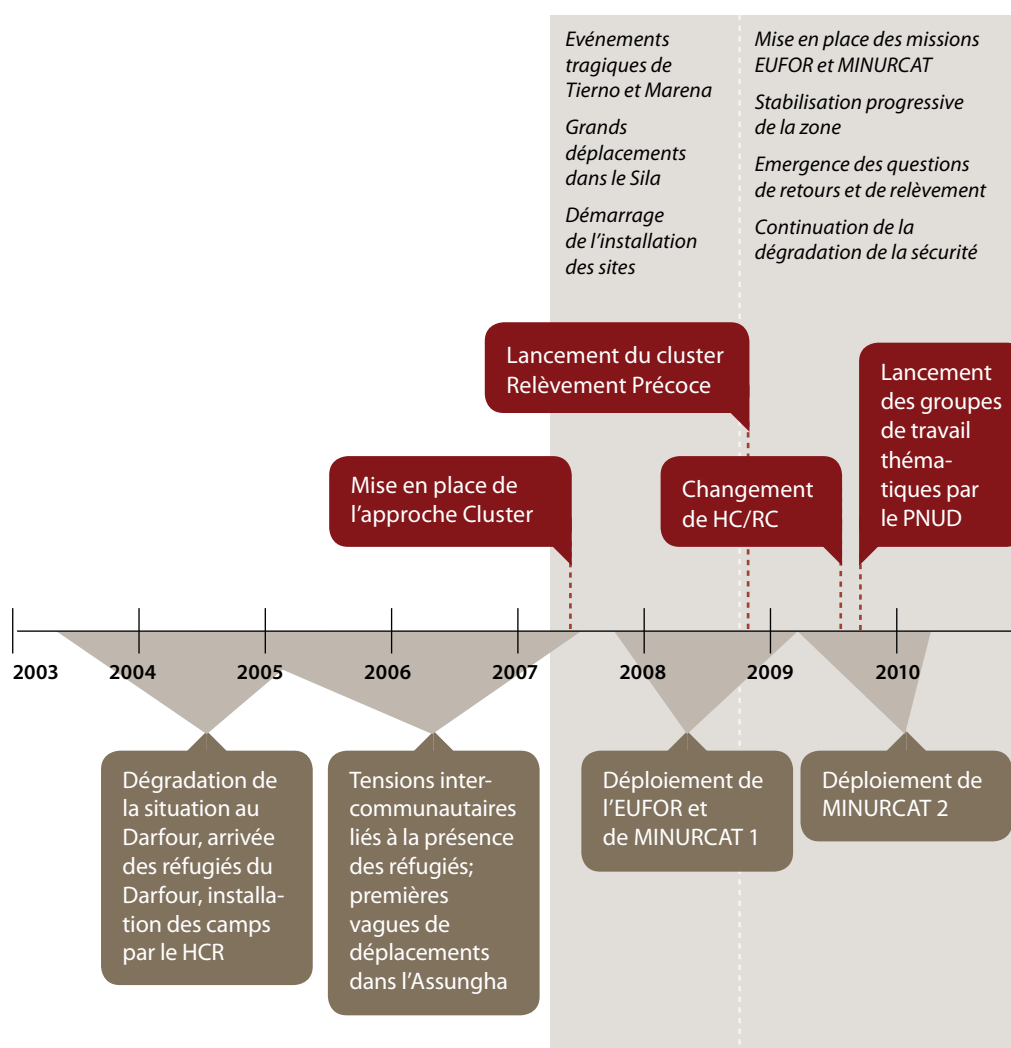 Evénements
tragiques de
Tierno et Marena
Grands
déplacements
dans le Sila
Démarrage
de l’installation
des sites
Mise en place des missions
EUFOR et MINURCAT
Stabilisation progressive
de la zone
Emergence des questions
de retours et de relèvement
Continuation de la
dégradation de la sécurité
Lancement du cluster
Relèvement Précoce
Lancement
des groupes
de travail
théma-
tiques par
le PNUD
Mise en place de
l’approche Cluster
Changement
de HC/RC
2003
2004
2005
2006
2007
2008
2009
2010
Dégradation de
la situation au
Darfour, arrivée
des réfugiés du
Darfour, installa-
tion des camps
par le HCR
Tensions inter-
communautaires
liés à la présence
des réfugiés;
premières
vagues de
déplacements
dans l’Assungha
Déploiement de
l’EUFOR et
de MINURCAT 1
Déploiement de
MINURCAT 2